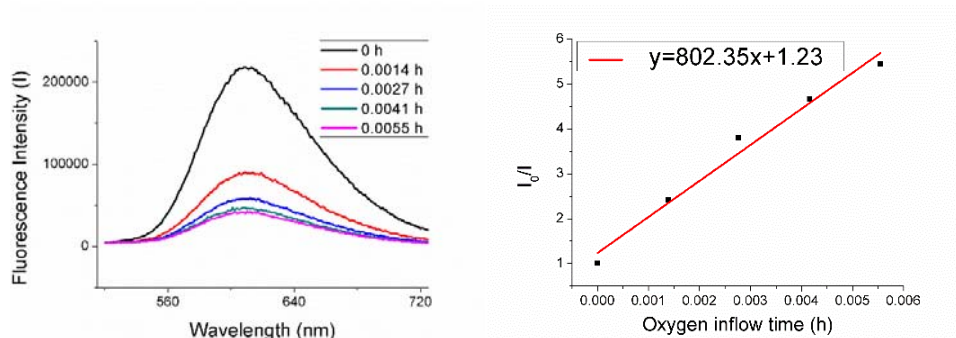 0 h
0.0014 h
0.0027 h
0.0041 h
0.0055 h
200000
100000
0
Fluorescence Intensity (I)
560
640
720
Wavelength (nm)
y=802.35x+1.23
6
5
4
3
2
1
I₀/I
0.000
0.001
0.002
0.003
0.004
0.005
0.006
Oxygen inflow time (h)